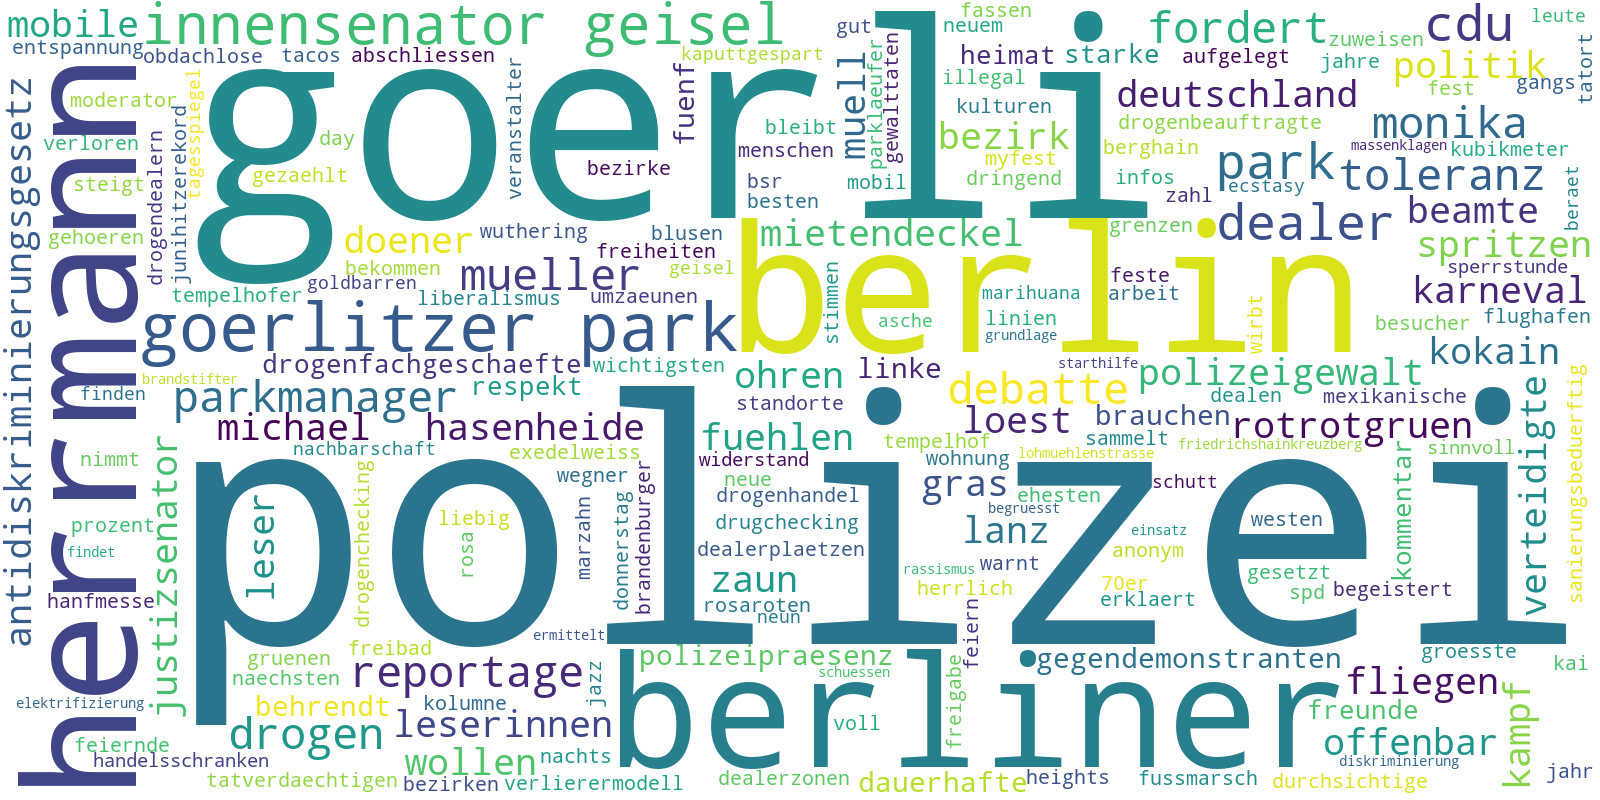 mobile
innensenator geisel
gut
neuem
fassen
fordert
cdu
leute
entspannung
obdachlose
tacos
abschliessen
kaputtgespart
heimat
starke
zuweisen
aufgelegt
jahre
politik
gangs
tatort
antidiskriminierungsgesetz
herrmann
moderator
tagesspiegel
goerli
veranstalter
fuenf
muell
parklaeufer
gewalttaten
illegal
kulturen
deutschland
fest
verloren
drogendealern
junihitzerekord
day
bezirke
bleibt
menschen
bezirk
drogenbeauftragte
monika
massenklagen
kubikmeter
steigt
gezaehlt
bsr
besten
mobil
myfest
dringend
berghain
infos
zahl
park
ecstasy
toleranz
beraet
gehoeren
doener
wuthering
blusen
freiheiten
mietendeckel
grenzen
dealer
beamte
spritzen
bekommen
goldbarren
mueller
geisel
berlin
feste
sperrstunde
tempelhofer
liberalismus
umzaeunen
stimmen
marihuana
arbeit
karneval
goerlitzer park
asche
linien
grundlage
wirbt
besucher
flughafen
drogenfachgeschaefte
wichtigsten
linke
starthilfe
kokain
brandstifter
finden
parkmanager
respekt
ohren
standorte
debatte
polizeigewalt
dealen
mexikanische
verteidigte
sanierungsbeduerftig
michael
hasenheide
fuehlen
loest
brauchen
rotrotgruen
justizsenator
nachbarschaft
exedelweiss
tempelhof
sammelt
friedrichshainkreuzberg
sinnvoll
nimmt
drogenchecking
wegner
widerstand
wohnung
lohmuehlenstrasse
kommentar
leser
polizei
marzahn
donnerstag
brandenburger
neue
drogenhandel
gras
ehesten
schutt
prozent
liebig
rosa
drugchecking
begruesst
lanz
einsatz
westen
findet
dealerplaetzen
anonym
zaun
rassismus
warnt
gesetzt
hanfmesse
rosaroten
herrlich
70er
erklaert
spd
begeistert
neun
ermittelt
freibad
gruenen
naechsten
reportage
polizeipraesenz
schuessen
feiern
gegendemonstranten
groesste
kai
elektrifizierung
behrendt
kolumne
jazz
berliner
freigabe
fliegen
kampf
drogen
leserinnen
voll
freunde
feiernde
handelsschranken
wollen
nachts
offenbar
diskriminierung
tatverdaechtigen
bezirken
verlierermodell
dealerzonen
dauerhafte
heights
fussmarsch
durchsichtige
jahr